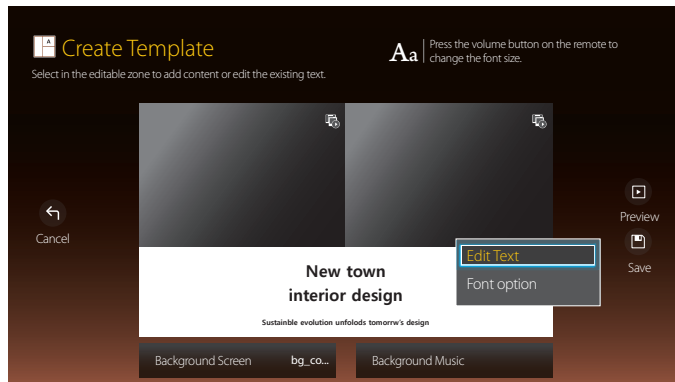 Create Template
Select in the editable zone to add content or edit the existing text.
Aa
Press the volume button on the remote to
change the font size.
Cancel
Preview
Save
Edit Text
Font option
New town
interior design
Sustainble evolution unfolods tomorrw's design
Background Screen bg_co...
Background Music